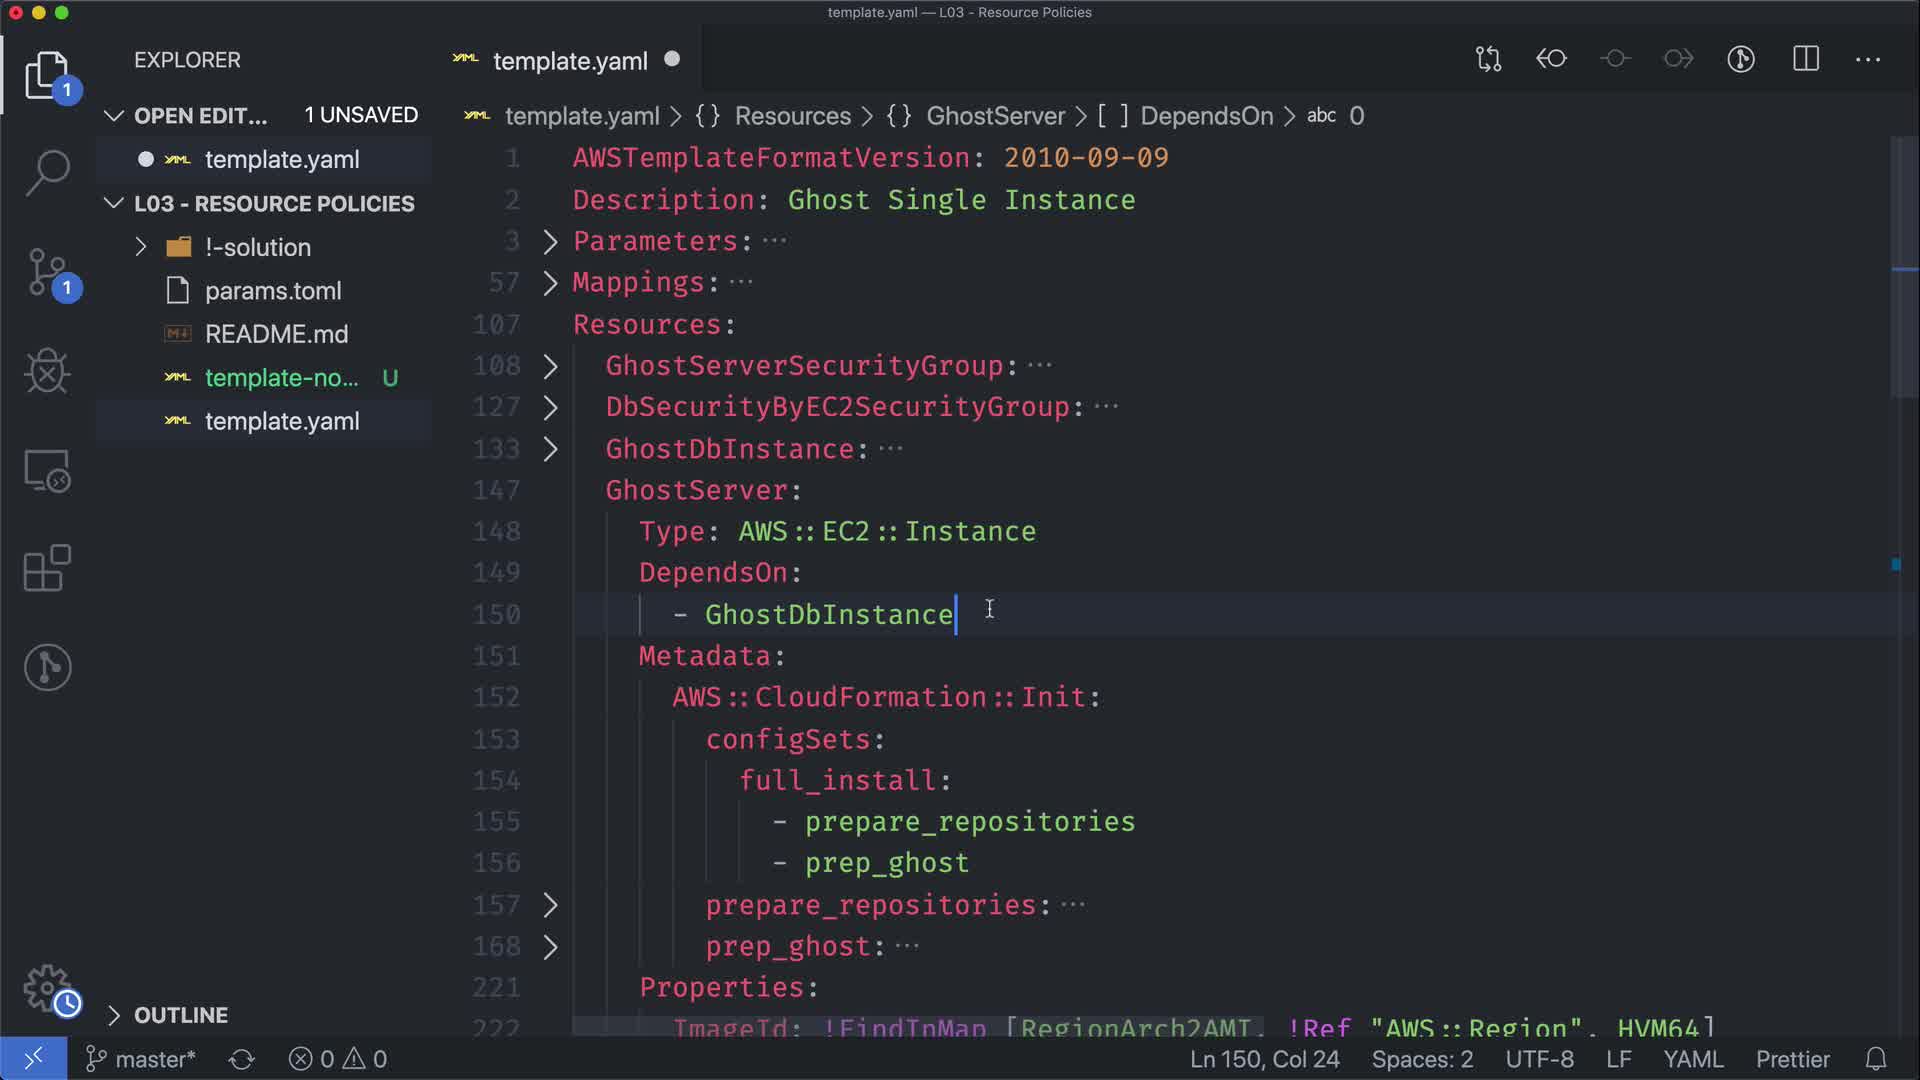 template.yaml — L03 - Resource Policies
EXPLORER
1
OPEN EDIT... 1 UNSAVED
template.yaml
L03 - RESOURCE POLICIES
!-solution
params.toml
README.md
template-no... U
template.yaml
1
OUTLINE
template.yaml
template.yaml > {} Resources > {} GhostServer > [ ] DependsOn > abc 0
1 AWSTemplateFormatVersion: 2010-09-09
2 Description: Ghost Single Instance
3 > Parameters: ···
57 > Mappings: ···
107 Resources:
108 > GhostServerSecurityGroup: ···
127 > DbSecurityByEC2SecurityGroup: ···
133 > GhostDbInstance: ···
147 GhostServer:
148 Type: AWS::EC2::Instance
149 DependsOn:
150 - GhostDbInstance
151 Metadata:
152 AWS::CloudFormation::Init:
153 configSets:
154 full_install:
155 - prepare_repositories
156 - prep_ghost
157 > prepare_repositories: ···
168 > prep_ghost: ···
221 Properties:
222 ImageId: !FindInMap [RegionArch2AMI, !Ref "AWS::Region", HVM64]
master* 0 0 Ln 150, Col 24 Spaces: 2 UTF-8 LF YAML Prettier